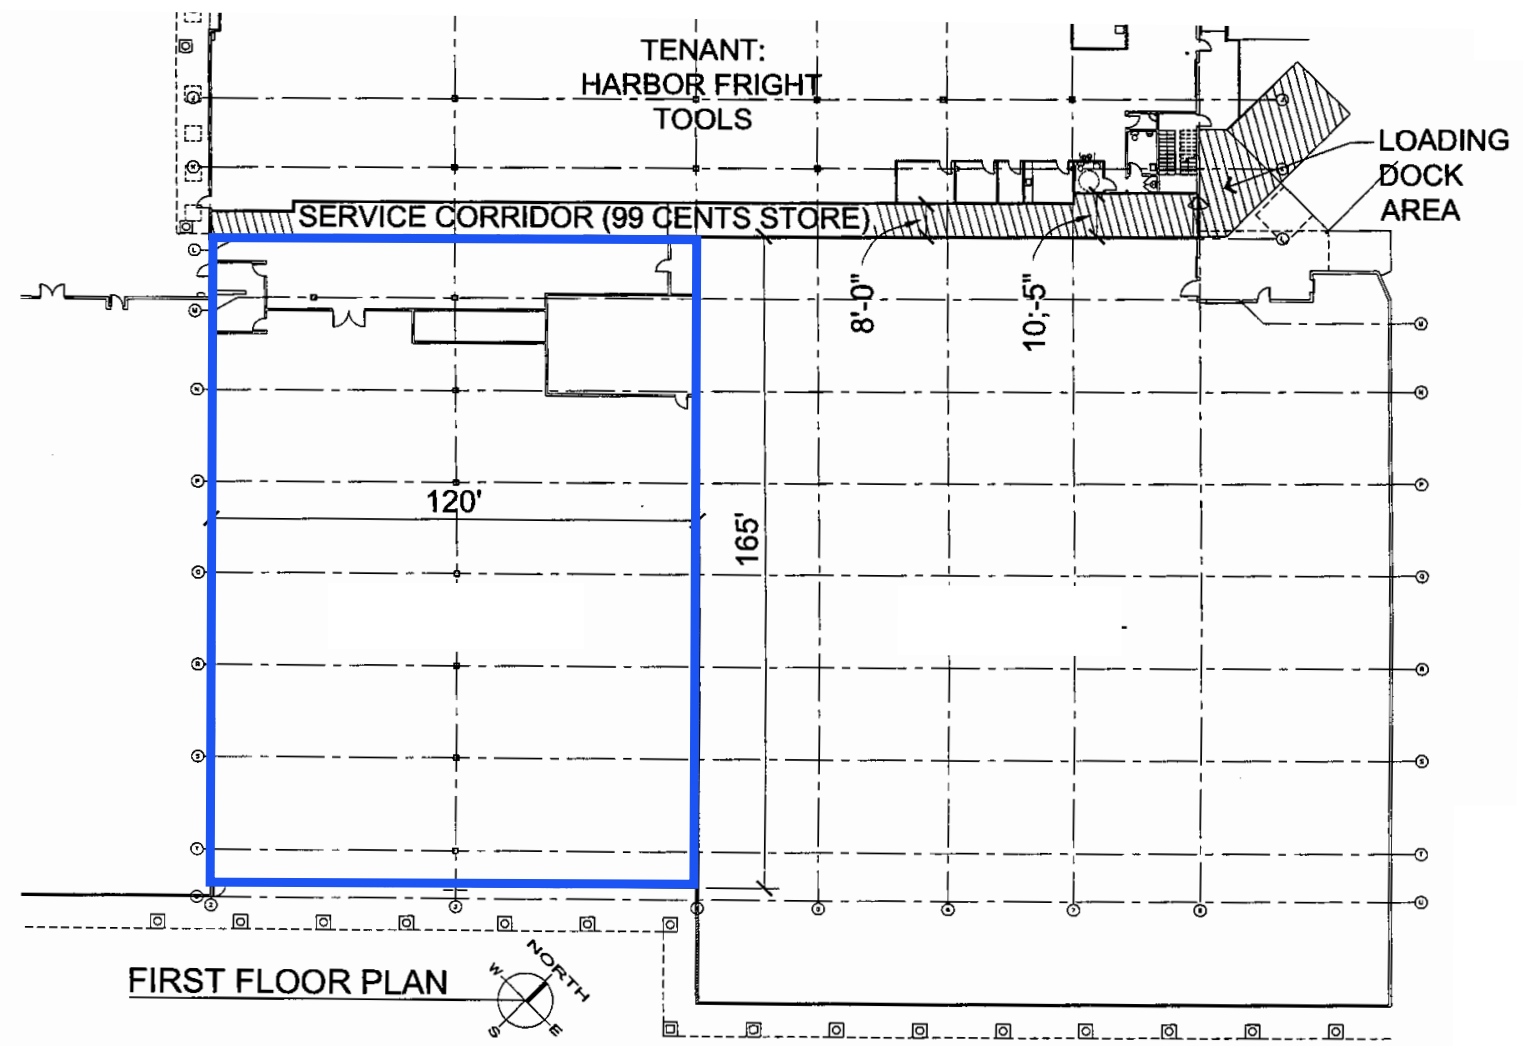 TENANT:
HARBOR FRIGHT
TOOLS
LOADING
DOCK
AREA
SERVICE CORRIDOR (99 CENTS STORE)
8'-0"
10;-5"
120'
165'
FIRST FLOOR PLAN
NORTH
W
S
E